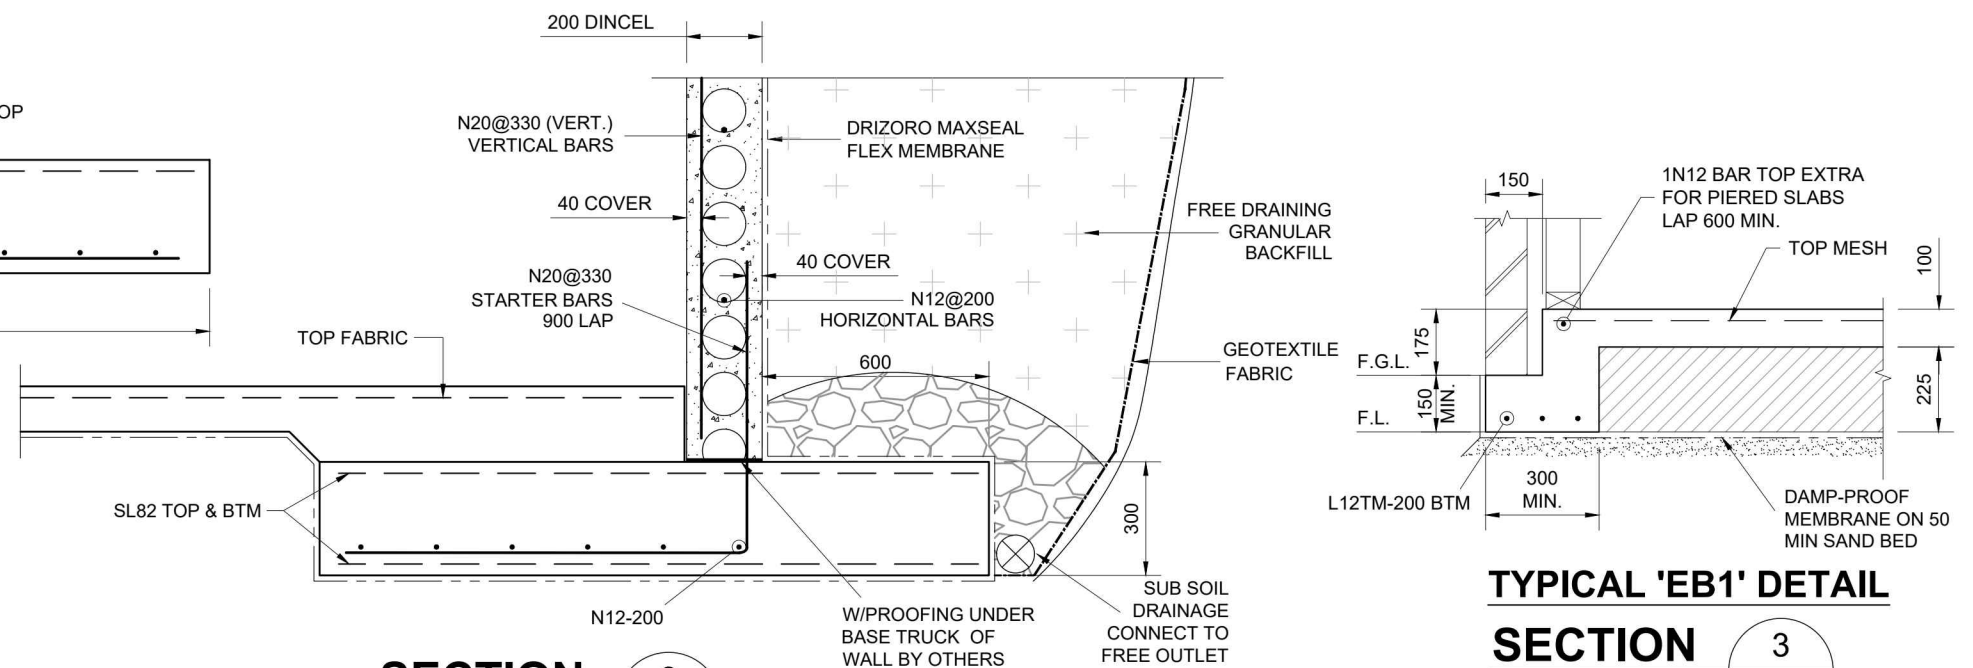 200 DINCEL
OP
N20@330 (VERT.)
VERTICAL BARS
DRIZORO MAXSEAL
FLEX MEMBRANE
40 COVER
FREE DRAINING
GRANULAR
BACKFILL
40 COVER
N20@330
STARTER BARS
900 LAP
N12@200
HORIZONTAL BARS
TOP FABRIC
600
GEOTEXTILE
FABRIC
SL82 TOP & BTM
300
N12-200
W/PROOFING UNDER
BASE TRUCK OF
WALL BY OTHERS
SUB SOIL
DRAINAGE
CONNECT TO
FREE OUTLET
SECTION
150
1N12 BAR TOP EXTRA
FOR PIERED SLABS
LAP 600 MIN.
TOP MESH
100
175
F.G.L.
150
MIN.
F.L.
225
L12TM-200 BTM
300
MIN.
DAMP-PROOF
MEMBRANE ON 50
MIN SAND BED
TYPICAL 'EB1' DETAIL
SECTION 3